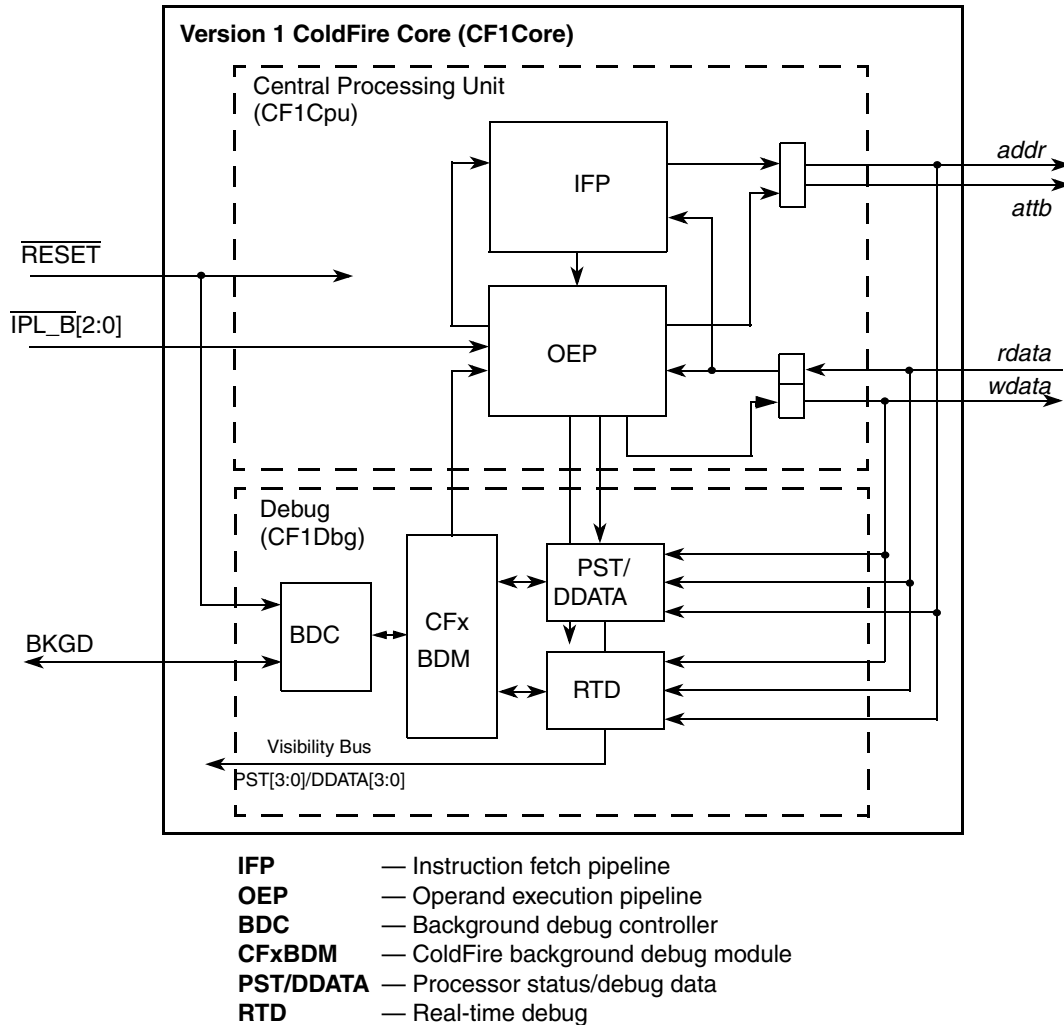 Version 1 ColdFire Core (CF1Core)
Central Processing Unit
(CF1Cpu)
IFP
addr
attb
RESET
IPL_B[2:0]
OEP
rdata
wdata
Debug
(CF1Dbg)
PST/
DDATA
CFx
BDM
BDC
BKGD
RTD
Visibility Bus
PST[3:0]/DDATA[3:0]
IFP — Instruction fetch pipeline
OEP — Operand execution pipeline
BDC — Background debug controller
CFxBDM — ColdFire background debug module
PST/DDATA — Processor status/debug data
RTD — Real-time debug